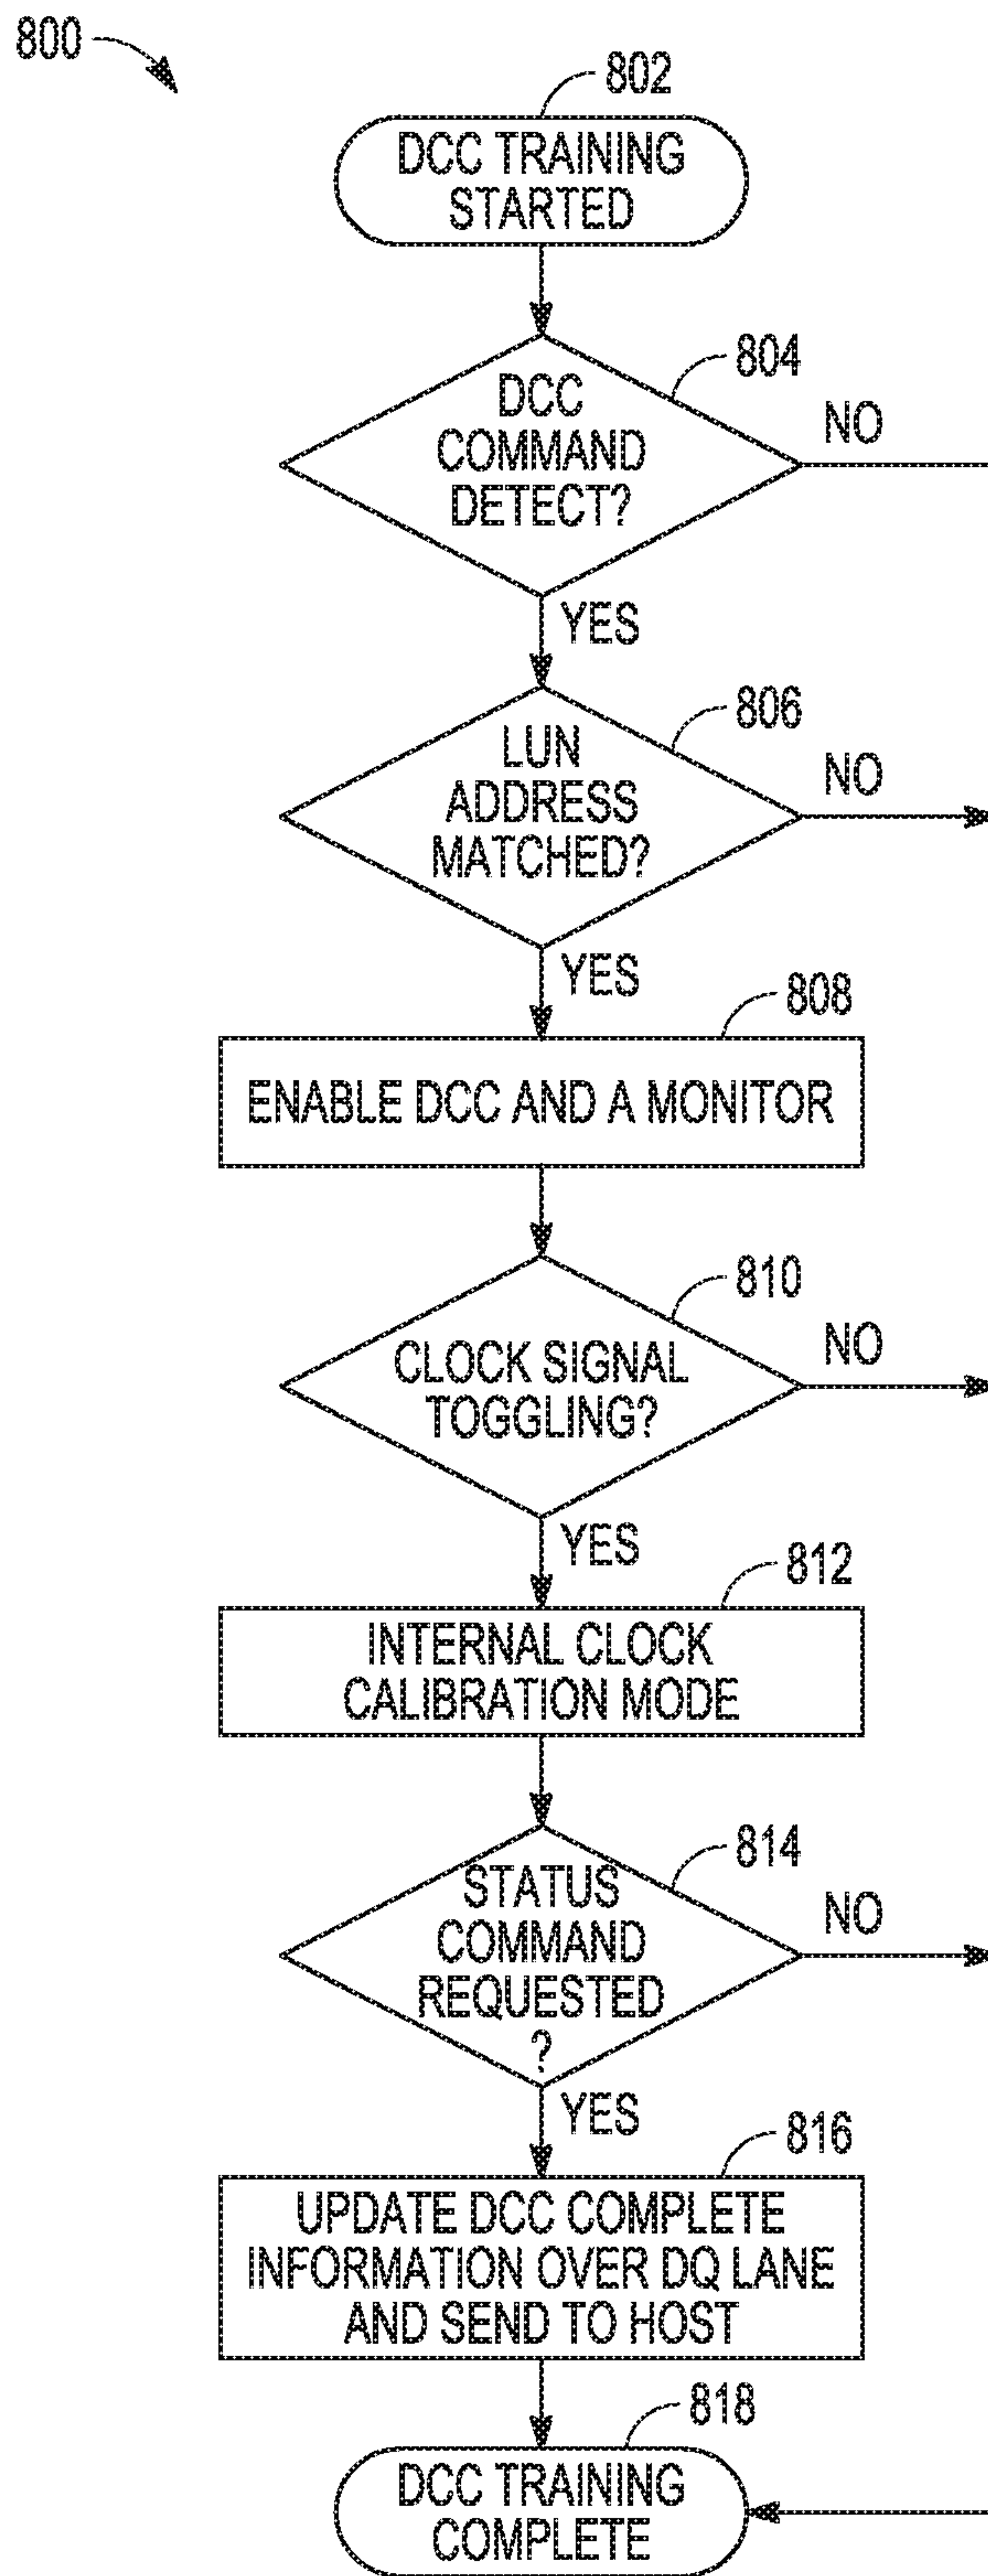 800
802
DCC TRAINING
STARTED
804
DCC
COMMAND
DETECT?
NO
YES
806
LUN
ADDRESS
MATCHED?
NO
YES
808
ENABLE DCC AND A MONITOR
810
CLOCK SIGNAL
TOGGLING?
NO
YES
812
INTERNAL CLOCK
CALIBRATION MODE
814
STATUS
COMMAND
REQUESTED
?
NO
YES
816
UPDATE DCC COMPLETE
INFORMATION OVER DQ LANE
AND SEND TO HOST
818
DCC TRAINING
COMPLETE